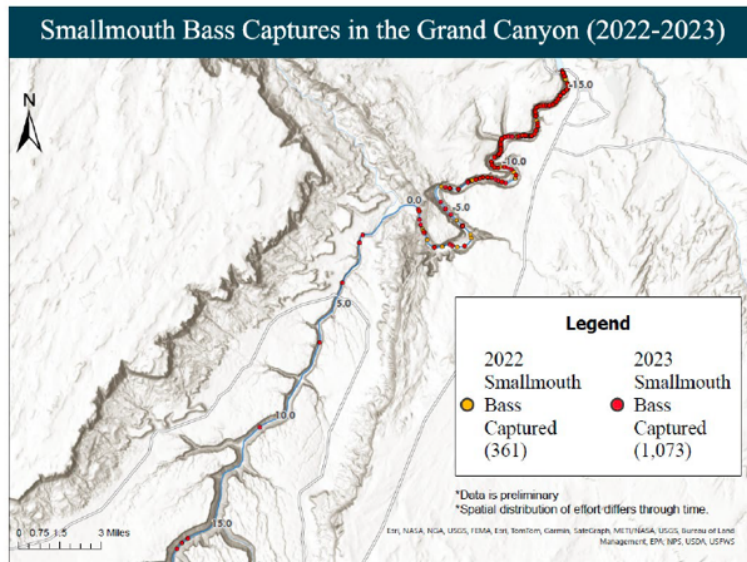 Smallmouth Bass Captures in the Grand Canyon (2022-2023)
N
-15.0
-10.0
0.0
-5.0
5.0
10.0
15.0
Legend
2022
Smallmouth
Bass
Captured
(361)
2023
Smallmouth
Bass
Captured
(1,073)
*Data is preliminary
*Spatial distribution of effort differs through time.
0 0.75 1.5 3 Miles
Esri, NASA, NGA, USGS, FEMA, Esri, TomTom, Garmin, SafeGraph, METI/NASA, USGS, Bureau of Land
Management, EPA, NPS, USDA, USFWS